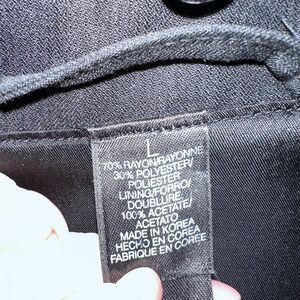 L
70% RAYON/RAYONNE
30% POLYESTER/
POLIESTER
LINING/FORRO/
DOUBLURE
100% ACETATE/
ACETATO
MADE IN KOREA
HECHO EN COREA
FABRIQUE EN COREE